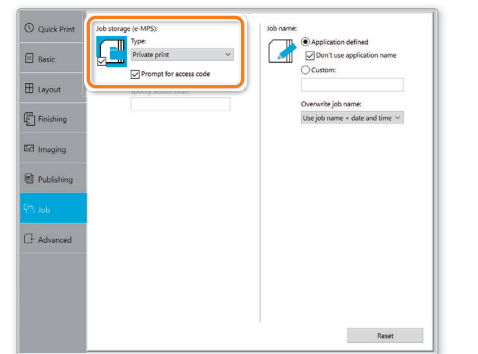 Quick Print
Basic
Layout
Finishing
Imaging
Publishing
Job
Advanced
Job storage (e-MPS):
Type:
Private print
Prompt for access code
Job name:
Application defined
Don't use application name
Custom:
Overwrite job name:
Use job name + date and time
Reset